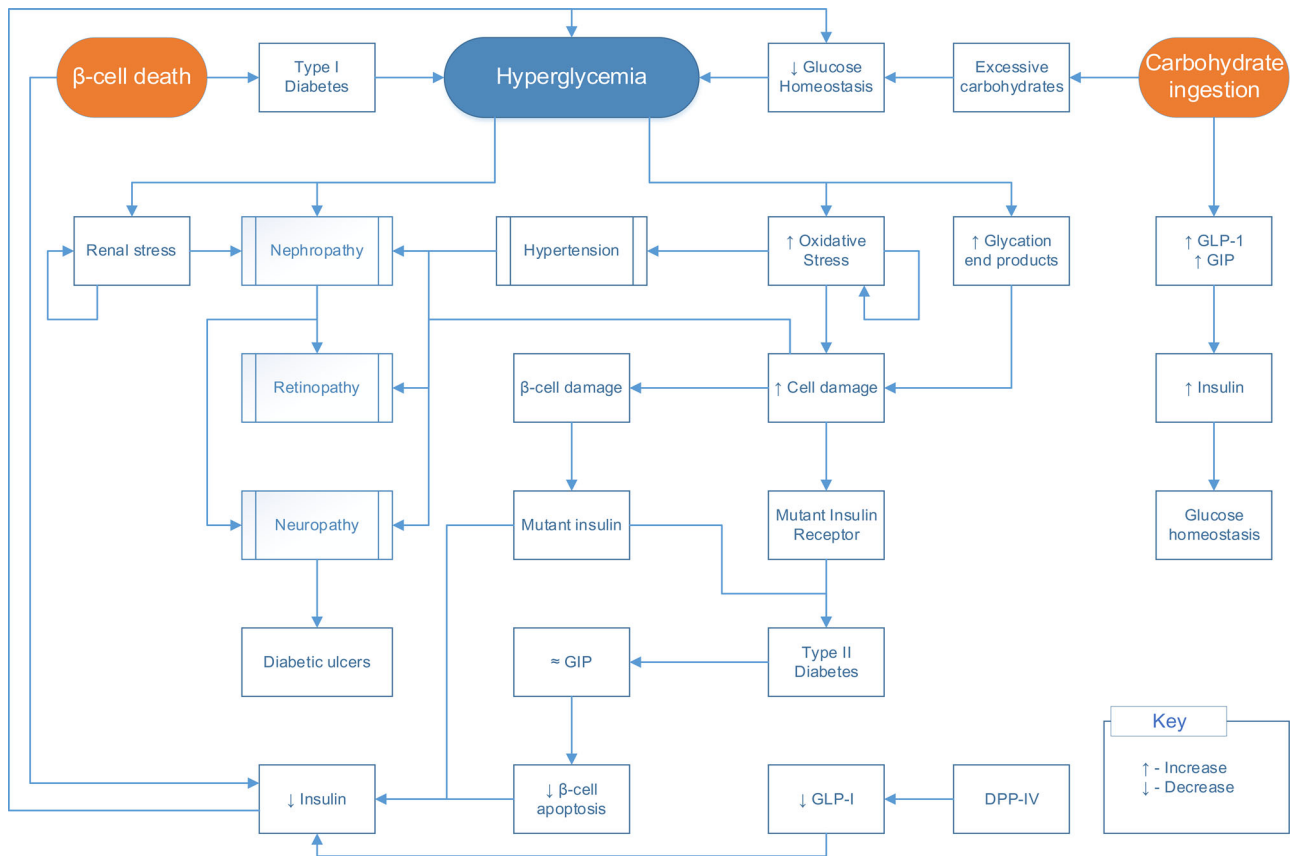 β-cell death
Type I
Diabetes
Hyperglycemia
↓ Glucose
Homeostasis
Excessive
carbohydrates
Carbohydrate
ingestion
Renal stress
Nephropathy
Hypertension
↑ Oxidative
Stress
↑ Glycation
end products
↑ GLP-1
↑ GIP
Retinopathy
β-cell damage
↑ Cell damage
↑ Insulin
Neuropathy
Mutant insulin
Mutant Insulin
Receptor
Glucose
homeostasis
Diabetic ulcers
≈ GIP
Type II
Diabetes
↓ Insulin
↓ β-cell
apoptosis
↓ GLP-I
DPP-IV
Key
↑ - Increase
↓ - Decrease